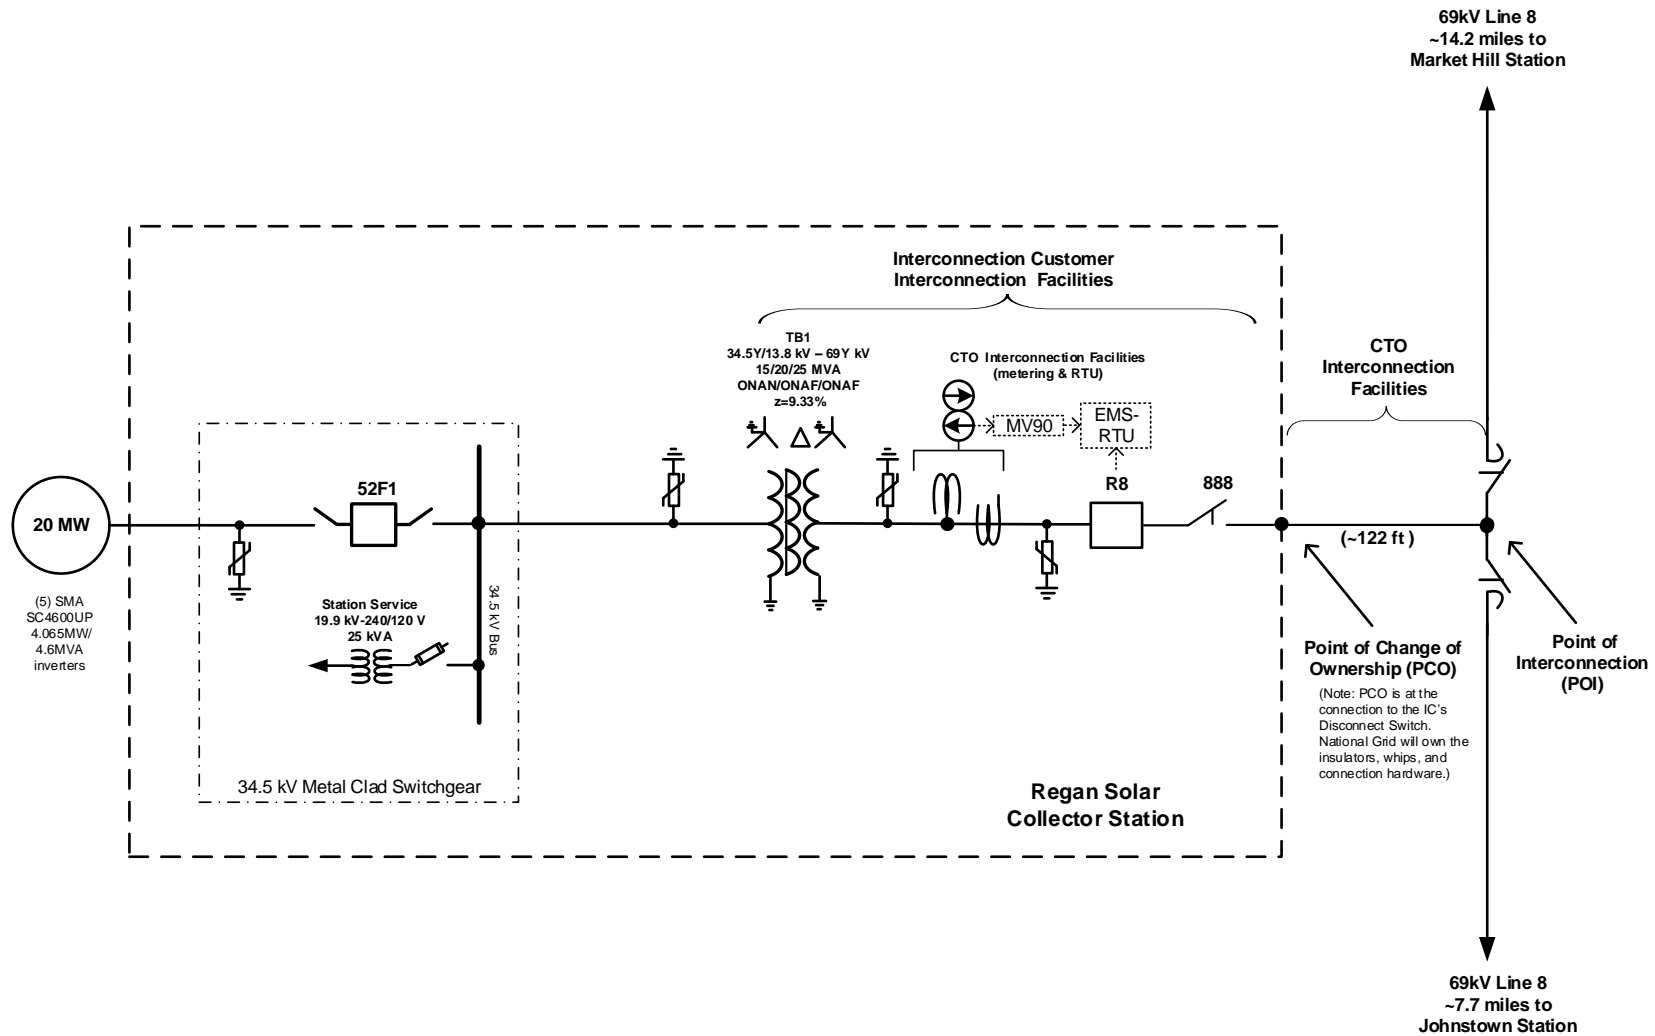 69kV Line 8
~14.2 miles to
Market Hill Station
Interconnection Customer
Interconnection Facilities
TB1
34.5Y/13.8 kV – 69Y kV
15/20/25 MVA
ONAN/ONAF/ONAF
z=9.33%
CTO Interconnection Facilities
(metering & RTU)
MV90
EMS-
RTU
CTO
Interconnection
Facilities
20 MW
52F1
R8
888
(~122 ft )
(5) SMA
SC4600UP
4.065MW/
4.6MVA
inverters
Station Service
19.9 kV-240/120 V
25 kVA
34.5 kV Bus
34.5 kV Metal Clad Switchgear
Point of Change of
Ownership (PCO)
(Note: PCO is at the
connection to the IC's
Disconnect Switch.
National Grid will own the
insulators, whips, and
connection hardware.)
Point of
Interconnection
(POI)
Regan Solar
Collector Station
69kV Line 8
~7.7 miles to
Johnstown Station